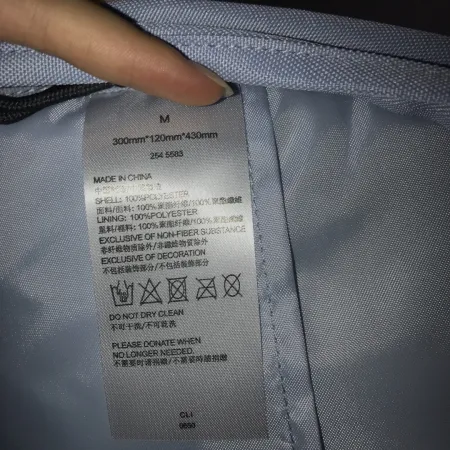 M
300mm*120mm*430mm
254 5583
MADE IN CHINA
SHELL: 100%POLYESTER
面料/面料: 100%聚酯纤维/100%聚酯纖維
LINING: 100%POLYESTER
里料/裡料: 100%聚酯纤维/100%聚酯纖維
EXCLUSIVE OF NON-FIBER SUBSTANCE
非纤维物质除外/非纖維物質除外
EXCLUSIVE OF DECORATION
不包括装饰部分/不包括裝飾部分
DO NOT DRY CLEAN
不可干洗/不可乾洗
PLEASE DONATE WHEN
NO LONGER NEEDED.
不需要时请捐赠/不需要時請捐贈
CLI